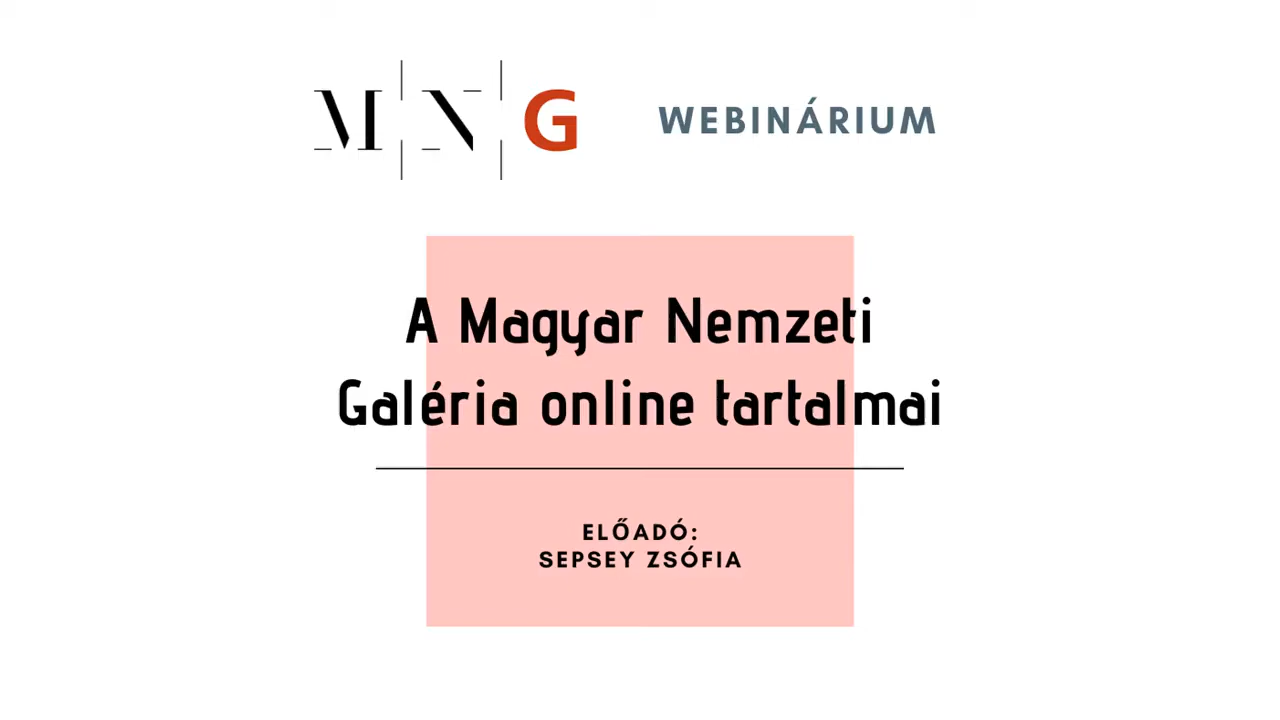 MNG WEBINÁRIUM
A Magyar Nemzeti
Galéria online tartalmai
ELŐADÓ:
SEPSEY ZSÓFIA